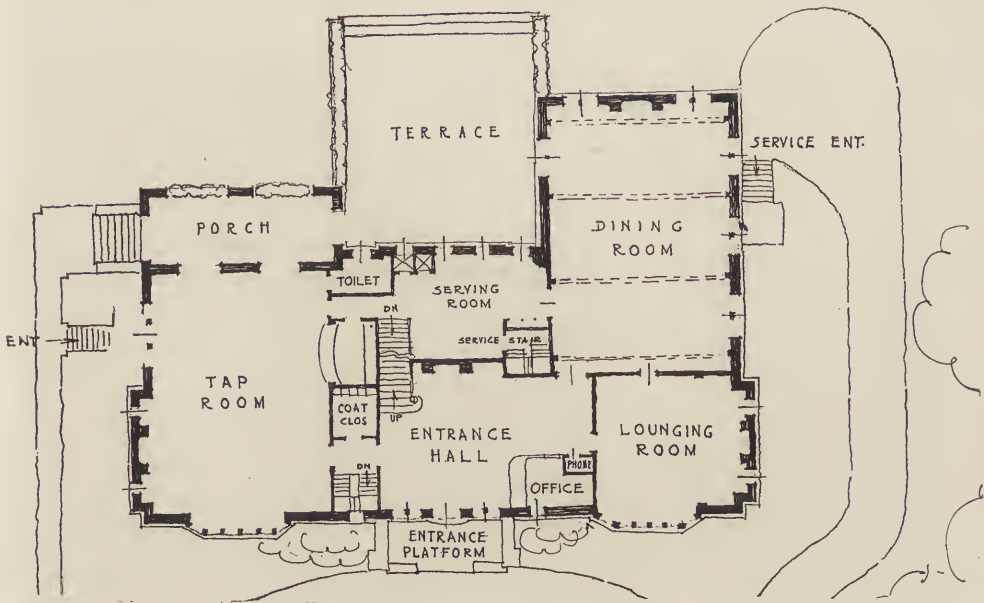 TERRACE
SERVICE ENT.
PORCH
DINING
ROOM
TOILET
SERVING
ROOM
DN
ENT
SERVICE STAIR
TAP
ROOM
COAT
CLOS
UP
ENTRANCE
HALL
LOUNGING
ROOM
PHONE
DN
OFFICE
ENTRANCE
PLATFORM